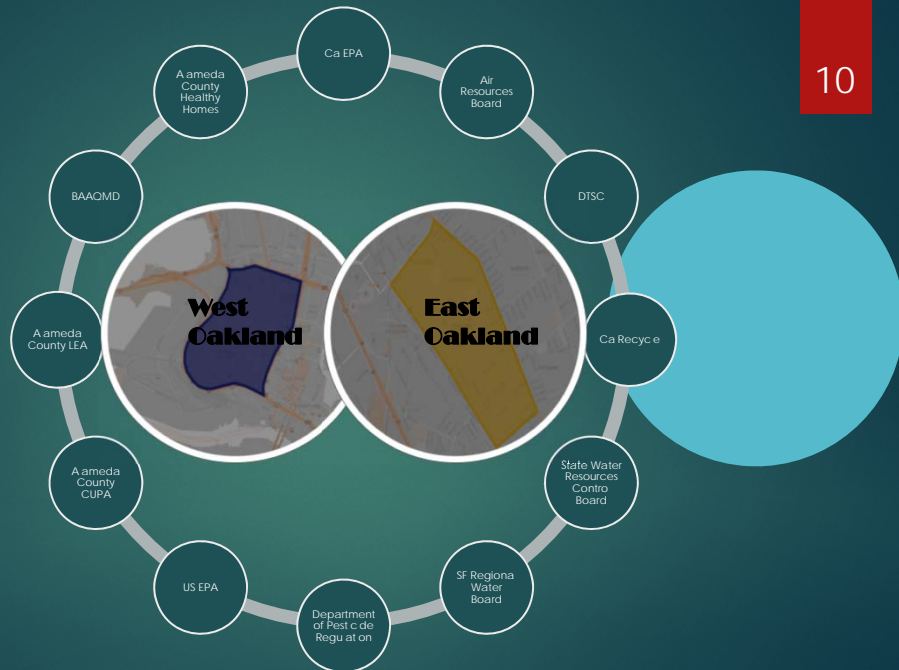 10
Ca EPA
Air
Resources
Board
DTSC
Ca Recyc e
State Water
Resources
Contro
Board
SF Regiona
Water
Board
Department
of Pest c de
Regu at on
US EPA
A ameda
County
CUPA
A ameda
County LEA
BAAQMD
A ameda
County
Healthy
Homes
West
Oakland
East
Oakland